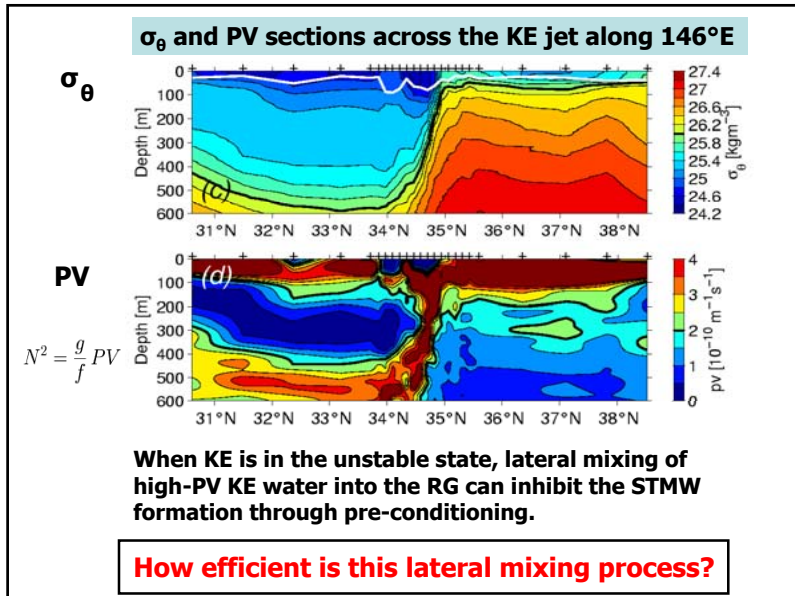 σθ and PV sections across the KE jet along 146°E
σθ
0
100
200
300
400
500
600
Depth [m]
(c)
31°N 32°N 33°N 34°N 35°N 36°N 37°N 38°N
27.4
27
26.6
26.2
25.8
25.4
25
24.6
24.2
σθ [kgm⁻³]
PV
N² = g/f PV
0
100
200
300
400
500
600
Depth [m]
(d)
31°N 32°N 33°N 34°N 35°N 36°N 37°N 38°N
4
3
2
1
0
pv [10⁻¹⁰ m⁻¹s⁻¹]
When KE is in the unstable state, lateral mixing of
high-PV KE water into the RG can inhibit the STMW
formation through pre-conditioning.
How efficient is this lateral mixing process?